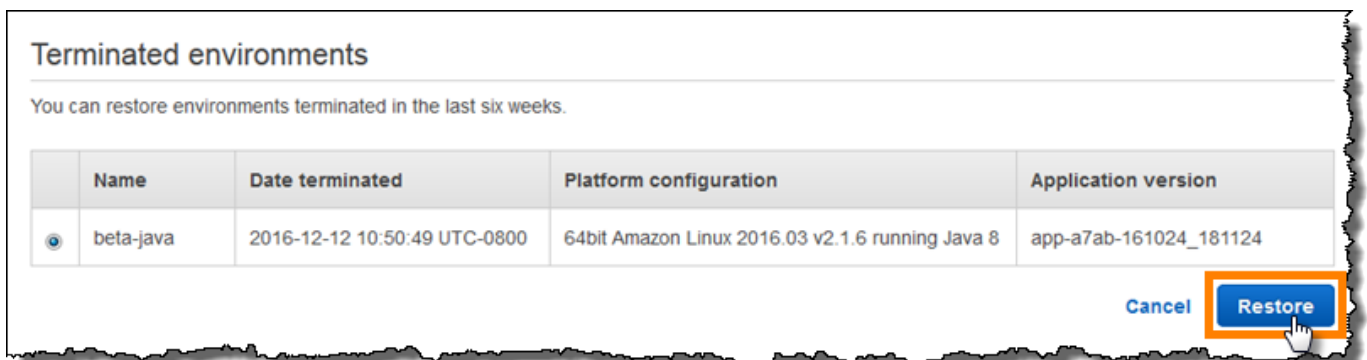 Terminated environments
You can restore environments terminated in the last six weeks.
Name Date terminated Platform configuration Application version
beta-java 2016-12-12 10:50:49 UTC-0800 64bit Amazon Linux 2016.03 v2.1.6 running Java 8 app-a7ab-161024_181124
Cancel Restore